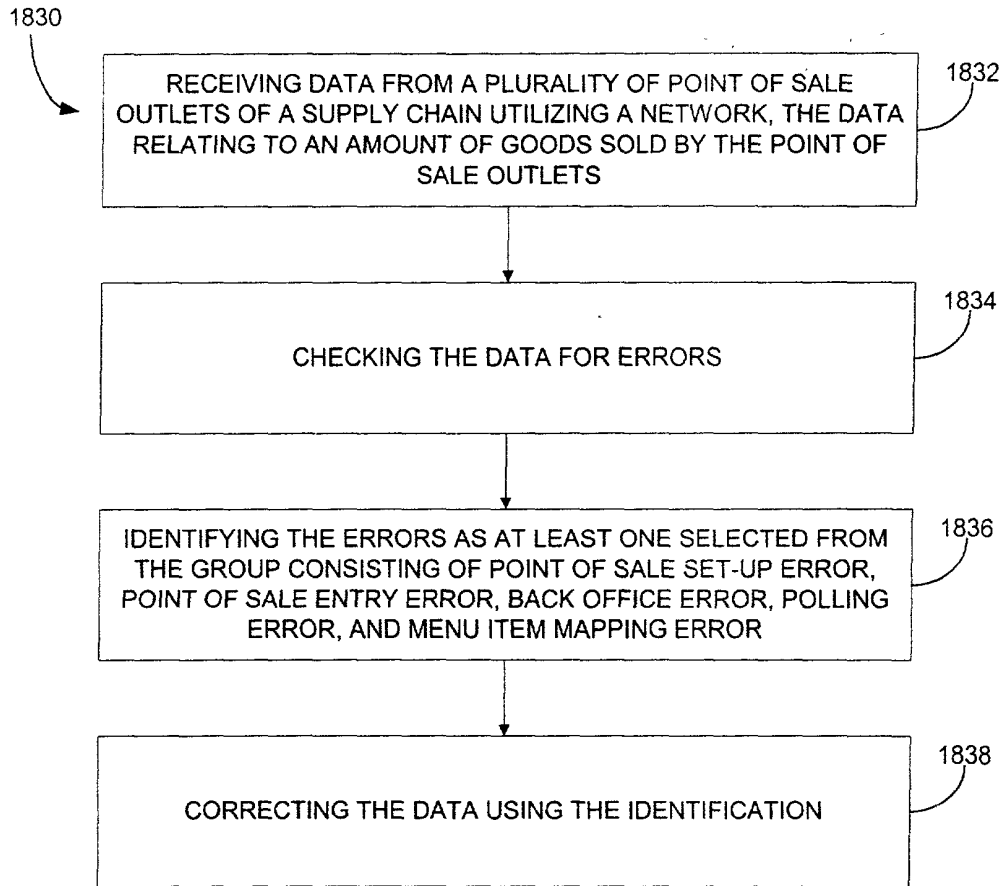 1830
RECEIVING DATA FROM A PLURALITY OF POINT OF SALE
OUTLETS OF A SUPPLY CHAIN UTILIZING A NETWORK, THE DATA
RELATING TO AN AMOUNT OF GOODS SOLD BY THE POINT OF
SALE OUTLETS
1832
CHECKING THE DATA FOR ERRORS
1834
IDENTIFYING THE ERRORS AS AT LEAST ONE SELECTED FROM
THE GROUP CONSISTING OF POINT OF SALE SET-UP ERROR,
POINT OF SALE ENTRY ERROR, BACK OFFICE ERROR, POLLING
ERROR, AND MENU ITEM MAPPING ERROR
1836
CORRECTING THE DATA USING THE IDENTIFICATION
1838